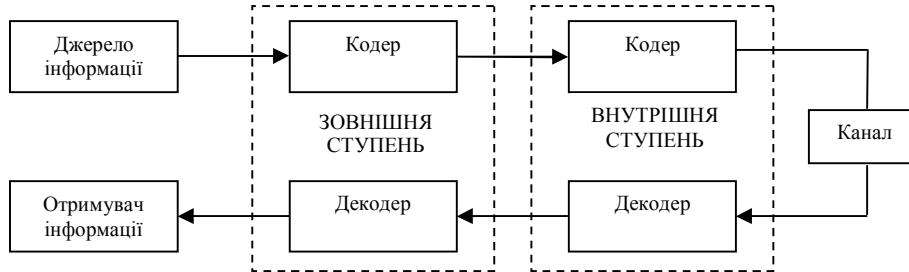 Джерело
інформації
Кодер
Кодер
ЗОВНІШНЯ
СТУПЕНЬ
ВНУТРІШНЯ
СТУПЕНЬ
Канал
Отримувач
інформації
Декодер
Декодер